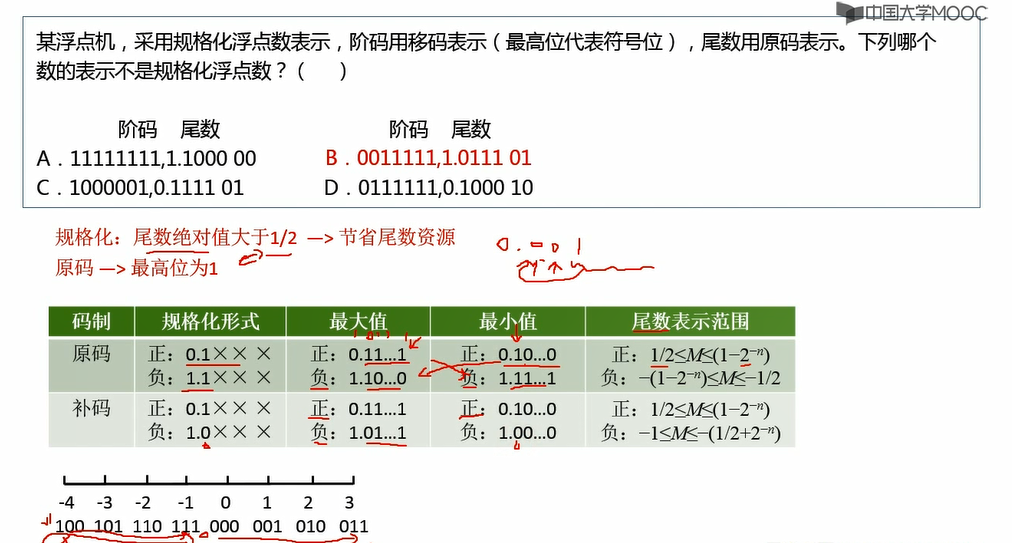 中国大学MOOC
某浮点机，采用规格化浮点数表示，阶码用移码表示（最高位代表符号位），尾数用原码表示。下列哪个
数的表示不是规格化浮点数？（ ）
阶码 尾数 阶码 尾数
A．11111111,1.1000 00 B．0011111,1.0111 01
C．1000001,0.1111 01 D．0111111,0.1000 10
规格化：尾数绝对值大于1/2 —> 节省尾数资源
原码 —> 最高位为1
0.001
码制 规格化形式 最大值 最小值 尾数表示范围
原码 正：0.1××× 正：0.11…1 正：0.10…0 正：1/2≤M≤(1−2⁻ⁿ)
负：1.1××× 负：1.10…0 负：1.11…1 负：−(1−2⁻ⁿ)≤M≤−1/2
补码 正：0.1××× 正：0.11…1 正：0.10…0 正：1/2≤M≤(1−2⁻ⁿ)
负：1.0××× 负：1.01…1 负：1.00…0 负：−1≤M≤−(1/2+2⁻ⁿ)
-4 -3 -2 -1 0 1 2 3
100 101 110 111 000 001 010 011